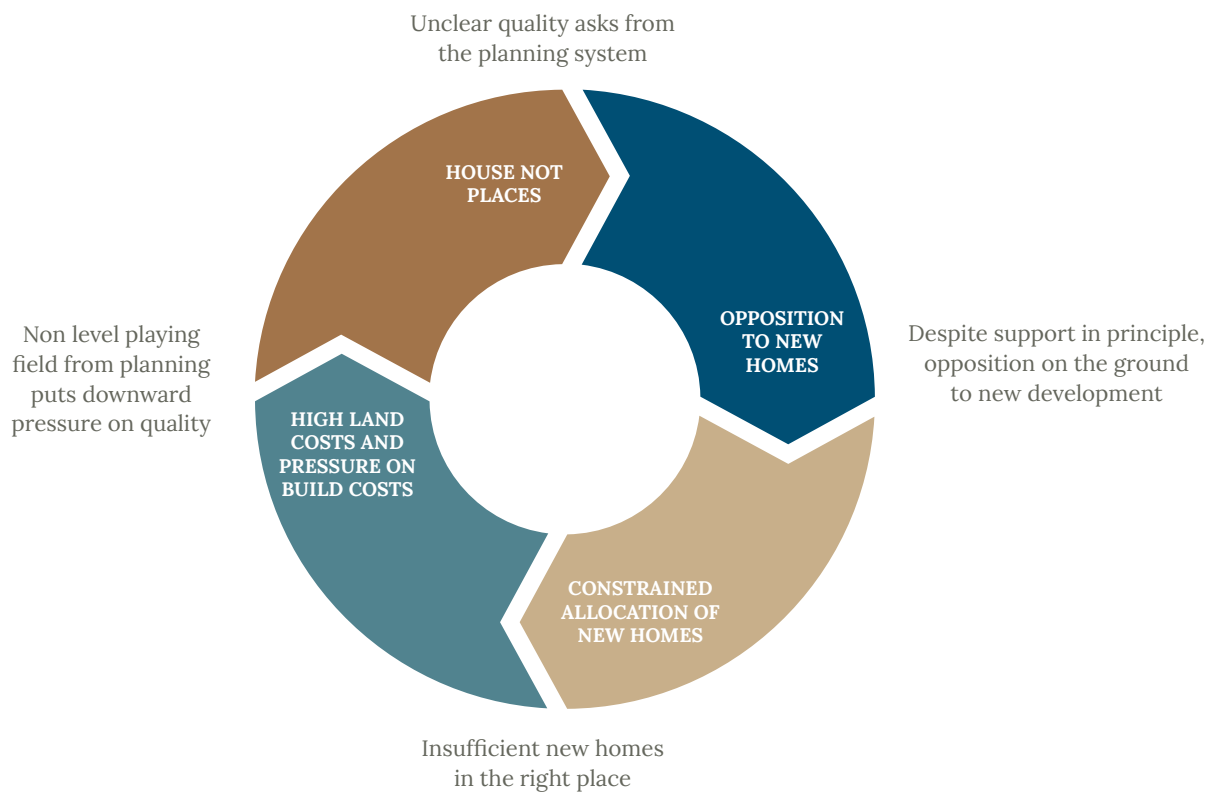 Unclear quality asks from
the planning system
HOUSE NOT
PLACES
OPPOSITION
TO NEW
HOMES
Despite support in principle,
opposition on the ground
to new development
CONSTRAINED
ALLOCATION OF
NEW HOMES
Insufficient new homes
in the right place
HIGH LAND
COSTS AND
PRESSURE ON
BUILD COSTS
Non level playing
field from planning
puts downward
pressure on quality